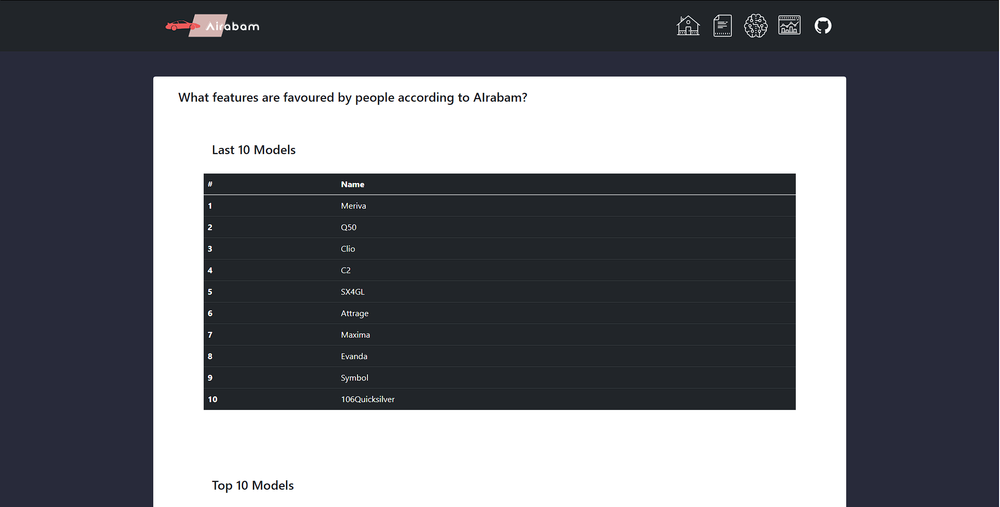 Airabam
What features are favoured by people according to AIrabam?
Last 10 Models
# Name
1 Meriva
2 Q50
3 Clio
4 C2
5 SX4GL
6 Attrage
7 Maxima
8 Evanda
9 Symbol
10 106Quicksilver
Top 10 Models